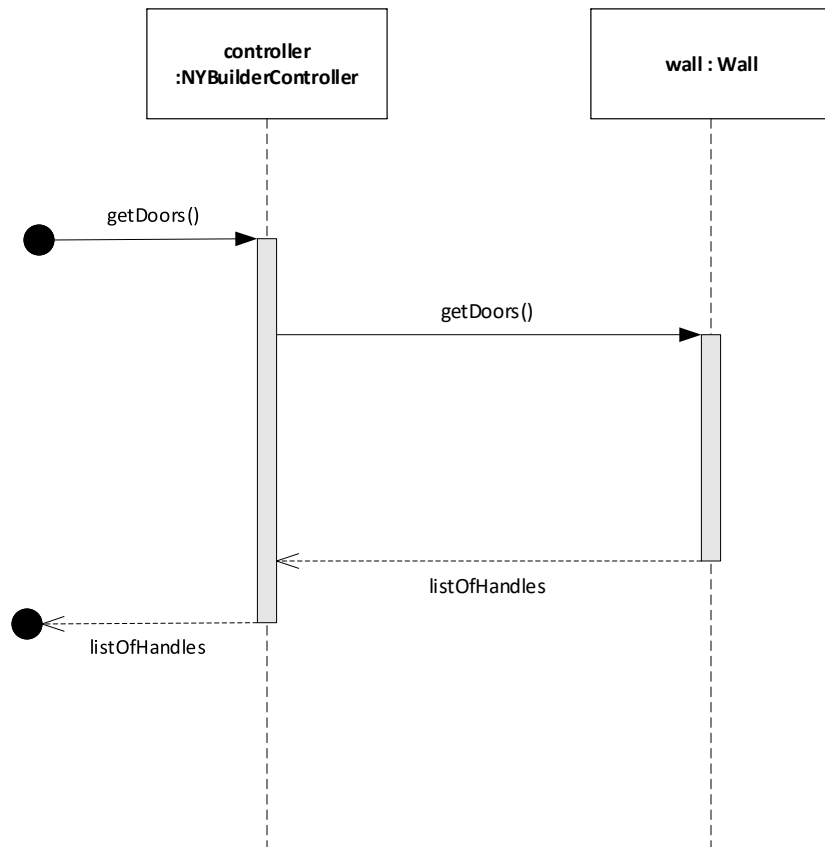 controller
:NYBuilderController
wall : Wall
getDoors()
getDoors()
listOfHandles
listOfHandles